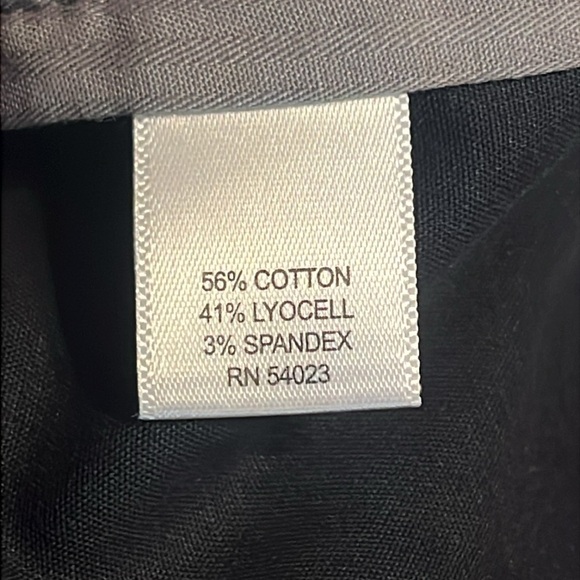 56% COTTON
41% LYOCELL
3% SPANDEX
RN 54023